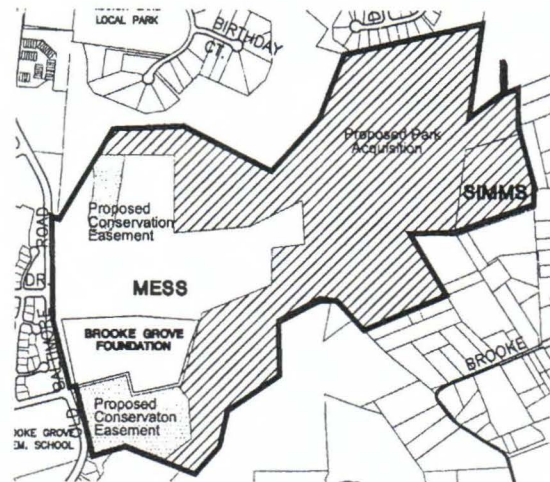 LOCAL PARK
BIRTHDAY
CT.
Proposed Park
Acquisition
SIMMS
Proposed
Conservation
Easement
ROAD
DR.
MESS
BROOKE GROVE
FOUNDATION
BROOKE
Proposed
Conservaton
Easement
OOKE GROVE
EM. SCHOOL